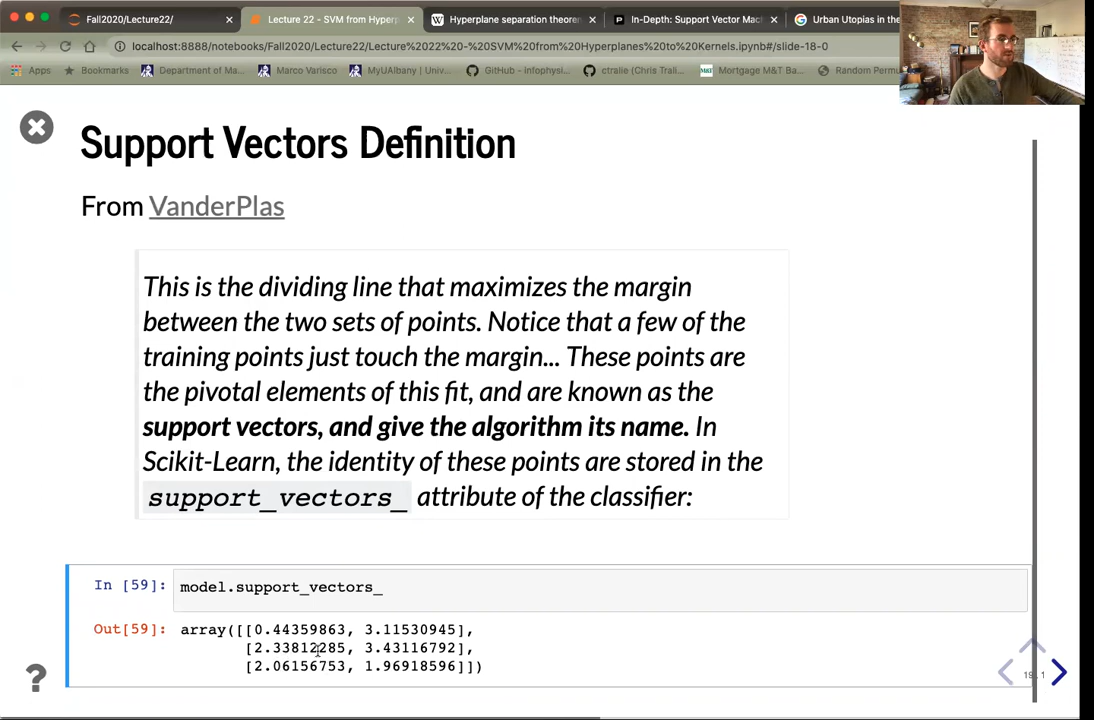 Fall2020/Lecture22/
Lecture 22 - SVM from Hyperp
Hyperplane separation theorem
In-Depth: Support Vector Mach
Urban Utopias in the
localhost:8888/notebooks/Fall2020/Lecture22/Lecture%2022%20-%20SVM%20from%20Hyperplanes%20to%20Kernels.ipynb#/slide-18-0
Apps
Bookmarks
Department of Ma...
Marco Varisco
MyUAlbany | Univ...
GitHub - Infophysi...
ctralie (Chris Trali...
M&T
Mortgage M&T Ba...
Random Permu
Support Vectors Definition
From VanderPlas
This is the dividing line that maximizes the margin
between the two sets of points. Notice that a few of the
training points just touch the margin... These points are
the pivotal elements of this fit, and are known as the
support vectors, and give the algorithm its name. In
Scikit-Learn, the identity of these points are stored in the
support_vectors_ attribute of the classifier:
In [59]: model.support_vectors_
Out[59]: array([[0.44359863, 3.11530945],
[2.33812285, 3.43116792],
[2.06156753, 1.96918596]])
?